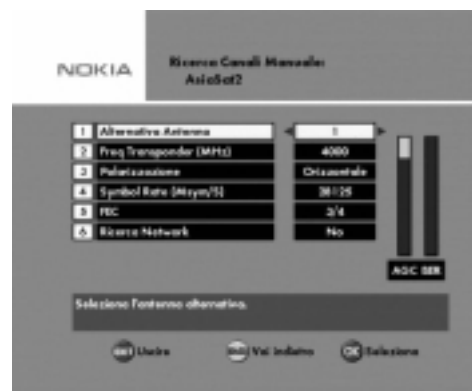 NOKIA
Ricerca Canali Manuale:
AsiaSat2
1 Alternativa Antenna 1
2 Freq Transponder (MHz) 4000
3 Polarizzazione Orizzontale
4 Symbol Rate (Msym/S) 28125
5 FEC 3/4
6 Ricerca Network No
AGC BER
Seleziona l'antenna alternativa.
Uscire Vai indietro OK Seleziona